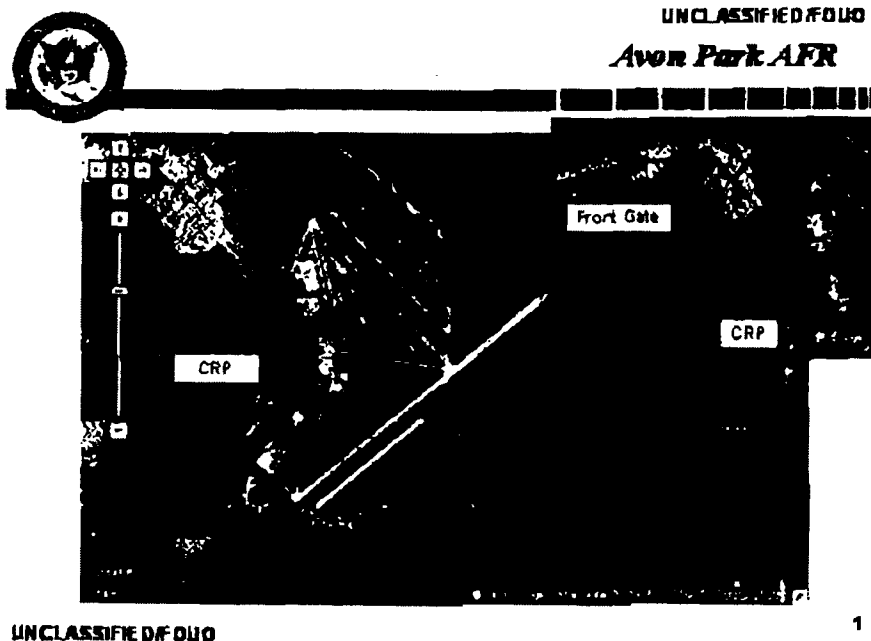 UNCLASSIFIED/FOUO
Avon Park AFR
Front Gate
CRP
CRP
UNCLASSIFIED/FOUO
1